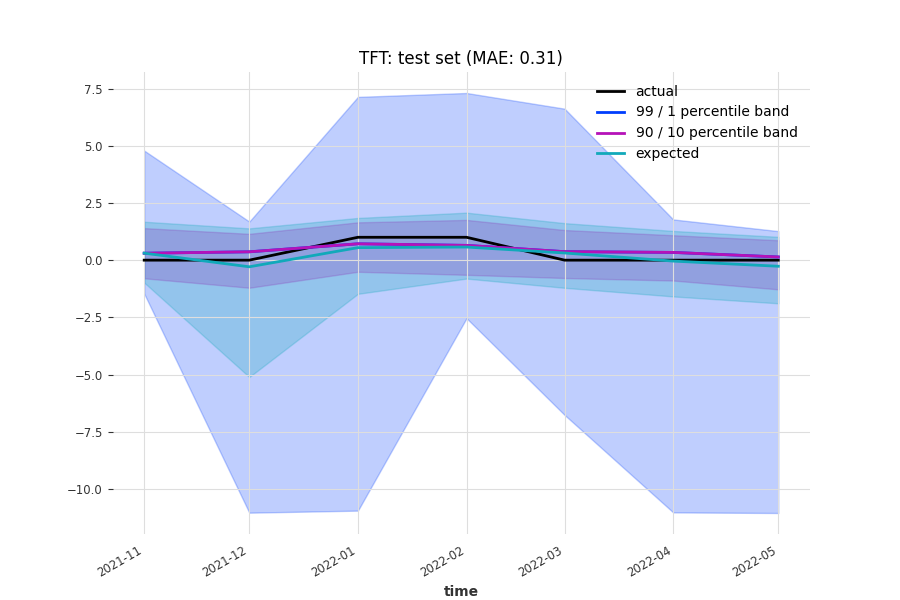 TFT: test set (MAE: 0.31)
actual
99 / 1 percentile band
90 / 10 percentile band
expected
7.5
5.0
2.5
0.0
−2.5
−5.0
−7.5
−10.0
2021-11
2021-12
2022-01
2022-02
2022-03
2022-04
2022-05
time